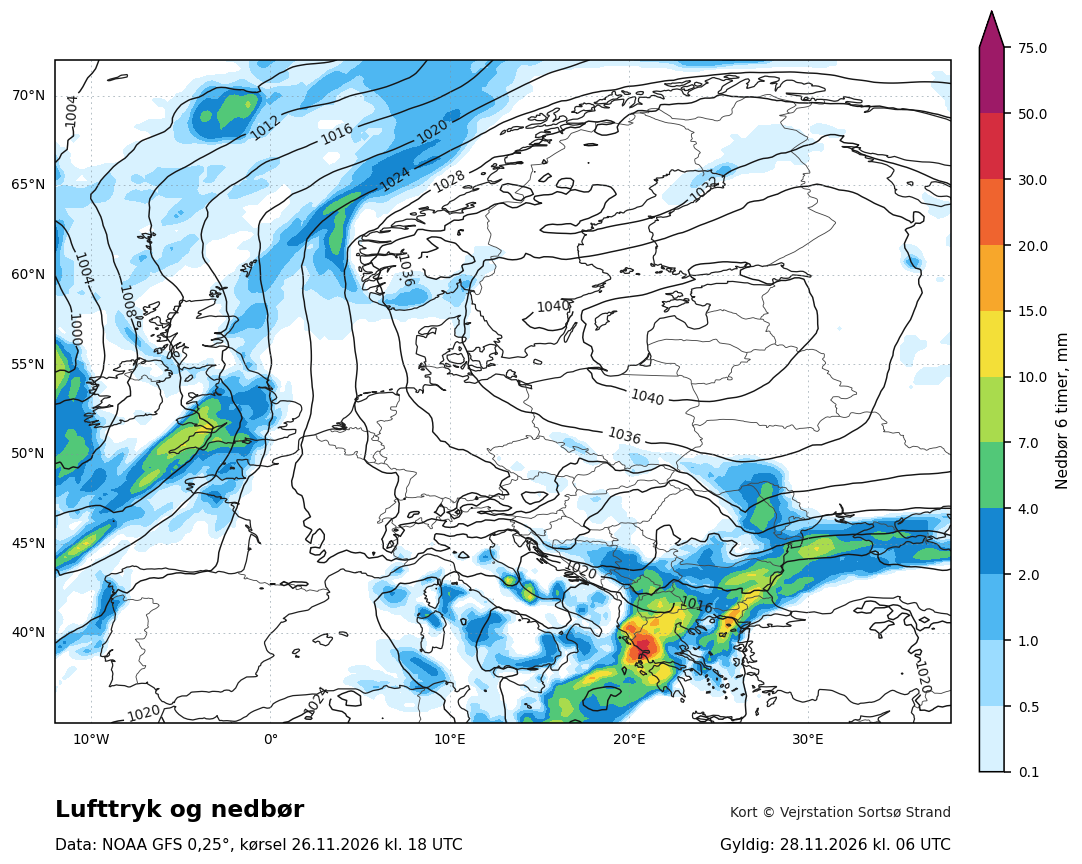 75.0
50.0
30.0
20.0
15.0
10.0
7.0
4.0
2.0
1.0
0.5
0.1
Nedbør 6 timer, mm
70°N
65°N
60°N
55°N
50°N
45°N
40°N
10°W
0°
10°E
20°E
30°E
1004
1012
1016
1020
1024
1028
1032
1036
1004
1008
1000
1040
1040
1036
1020
1016
1020
1024
1020
Lufttryk og nedbør
Kort © Vejrstation Sortsø Strand
Data: NOAA GFS 0,25°, kørsel 26.11.2026 kl. 18 UTC
Gyldig: 28.11.2026 kl. 06 UTC